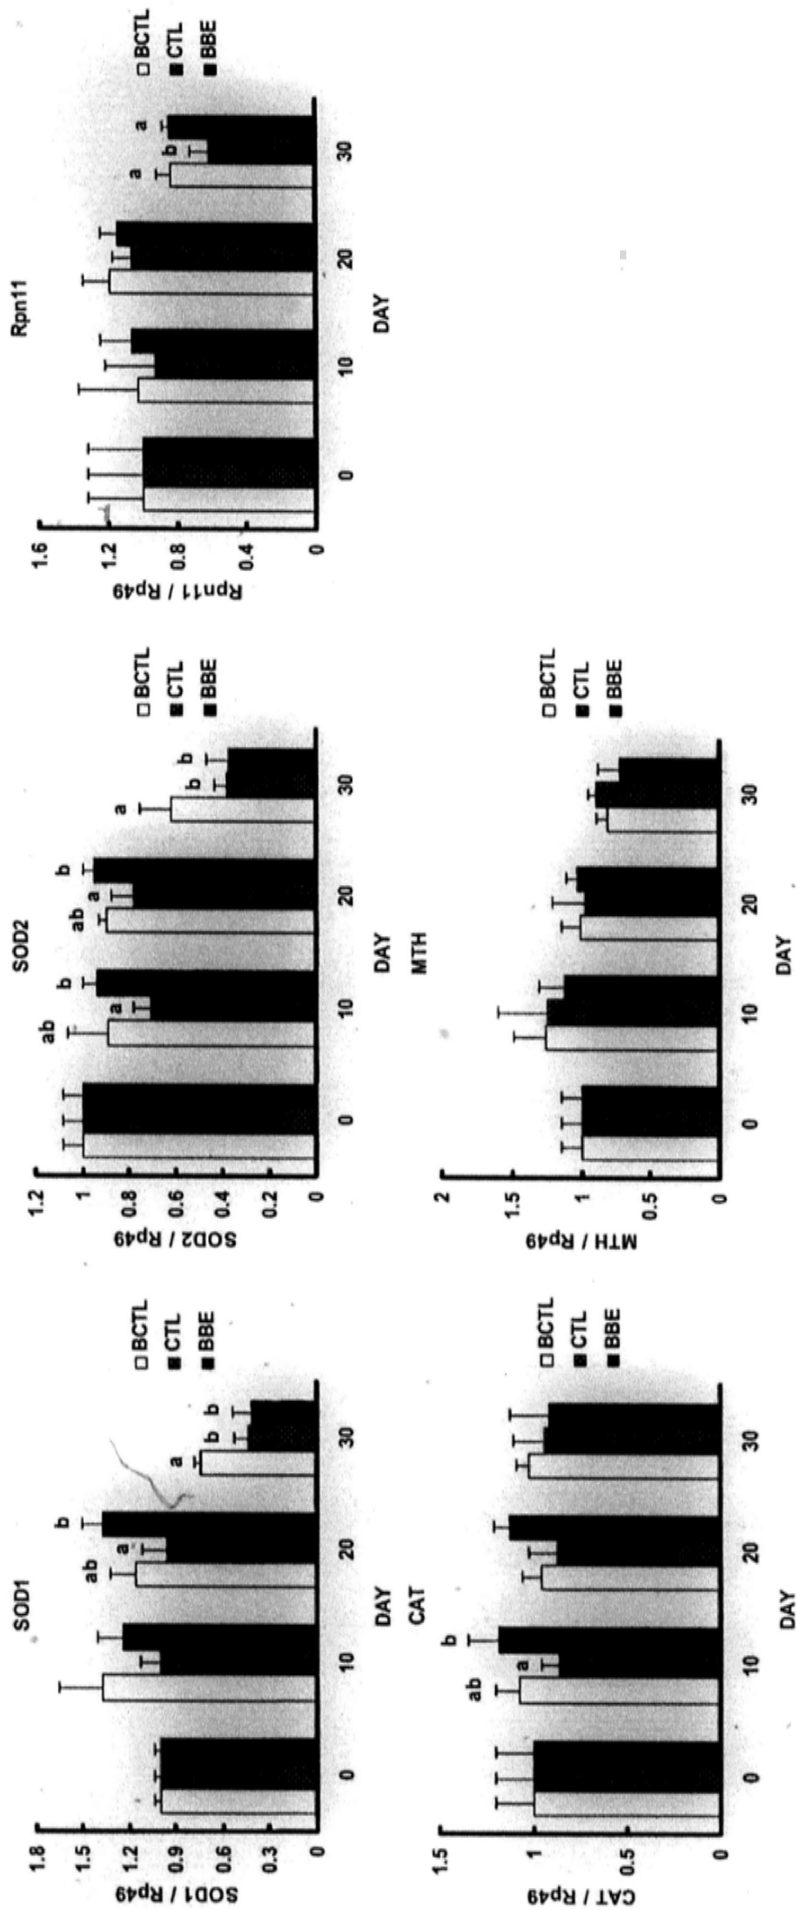 SOD1
SOD1 / Rp49
1.8
1.5
1.2
0.9
0.6
0.3
0
ab
b
a
a
b
b
0
10
20
30
DAY
BCTL
CTL
BBE
SOD2
SOD2 / Rp49
1.2
1
0.8
0.6
0.4
0.2
0
ab
b
a
ab
b
a
a
b
b
0
10
20
30
DAY
BCTL
CTL
BBE
Rpn11
Rpn11 / Rp49
1.6
1.2
0.8
0.4
0
a
b
a
0
10
20
30
DAY
BCTL
CTL
BBE
CAT
CAT / Rp49
1.5
1
0.5
0
ab
a
b
0
10
20
30
DAY
BCTL
CTL
BBE
MTH
MTH / Rp49
2
1.5
1
0.5
0
0
10
20
30
DAY
BCTL
CTL
BBE